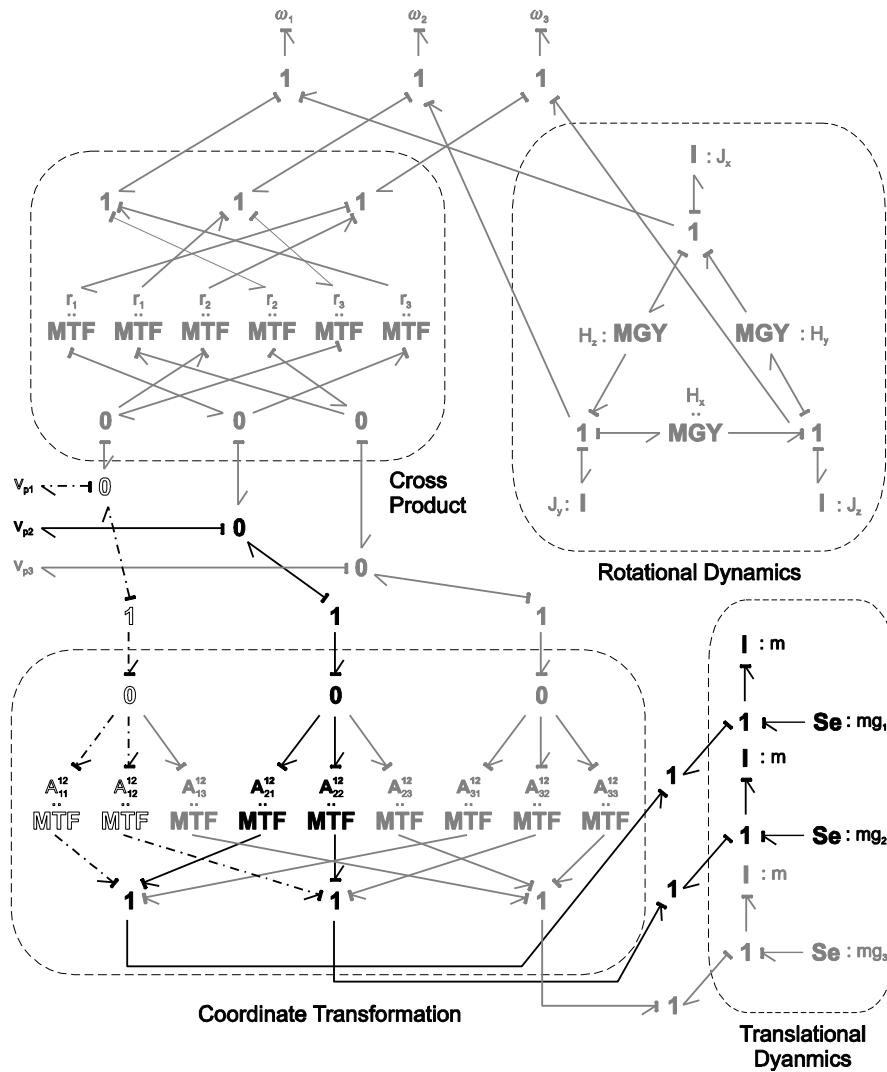 ω₁ ω₂ ω₃
1 1 1
I : Jₓ
1 1 1
1
r₁ r₁ r₂ r₂ r₃ r₃
.. .. .. .. .. ..
MTF MTF MTF MTF MTF MTF
H_z : MGY MGY : H_y
Hₓ
..
0 0 0
1 MGY 1
Cross
Product
v_p1 0
J_y : I I : J_z
v_p2 0
v_p3 0
Rotational Dynamics
1 1 1
I : m
0 0 0
1 Se : mg₁
I : m
1
A¹²₁₁ A¹²₁₂ A¹²₁₃ A¹²₂₁ A¹²₂₂ A¹²₂₃ A¹²₃₁ A¹²₃₂ A¹²₃₃
.. .. .. .. .. .. .. .. ..
MTF MTF MTF MTF MTF MTF MTF MTF MTF
1 Se : mg₂
I : m
1 1 1
1
1 Se : mg₃
1
Coordinate Transformation
Translational
Dyanmics